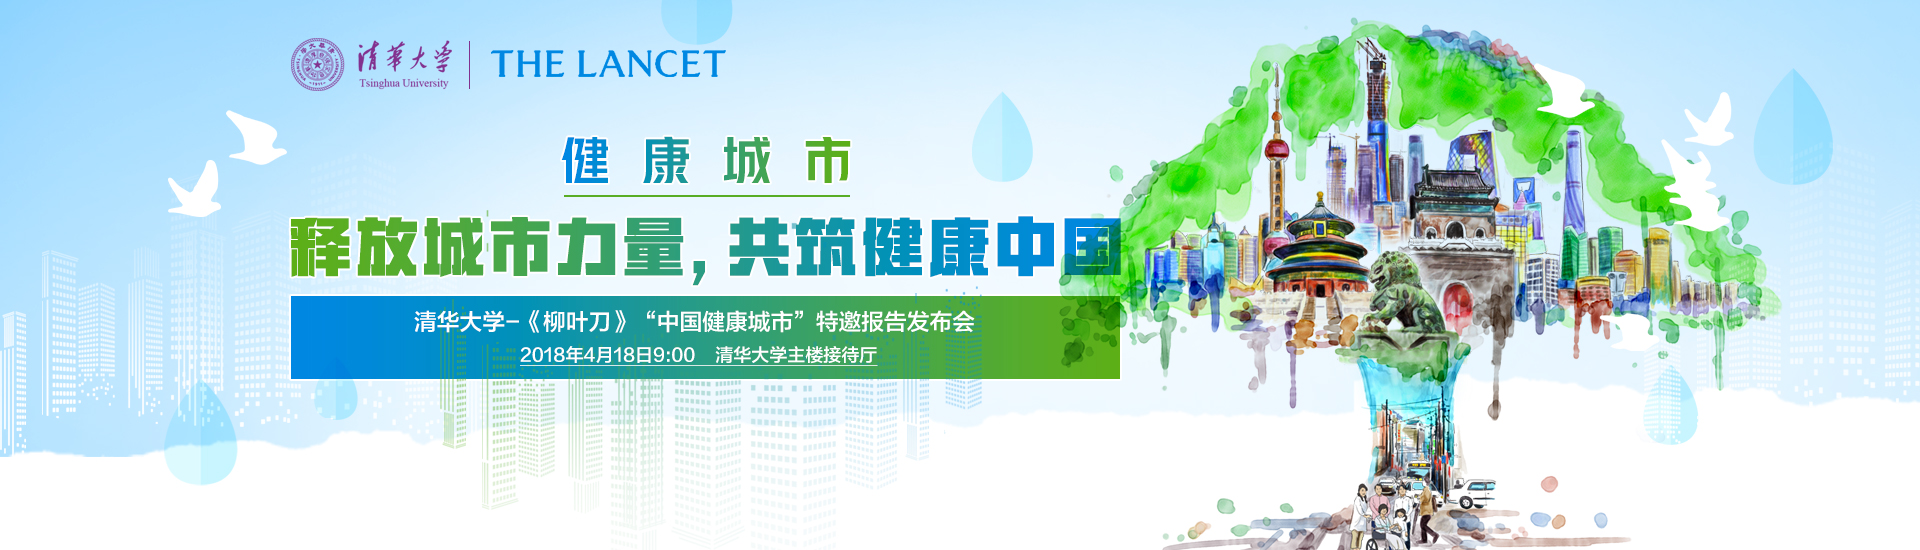 清华大学
Tsinghua University
THE LANCET
健康城市
释放城市力量,共筑健康中国
清华大学-《柳叶刀》“中国健康城市”特邀报告发布会
2018年4月18日9:00 清华大学主楼接待厅